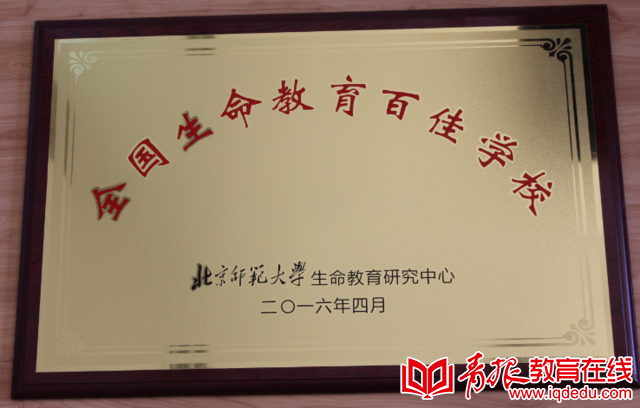 全国生命教育百佳学校
北京师范大学生命教育研究中心
二〇一六年四月
青报教育在线
www.iqdedu.com